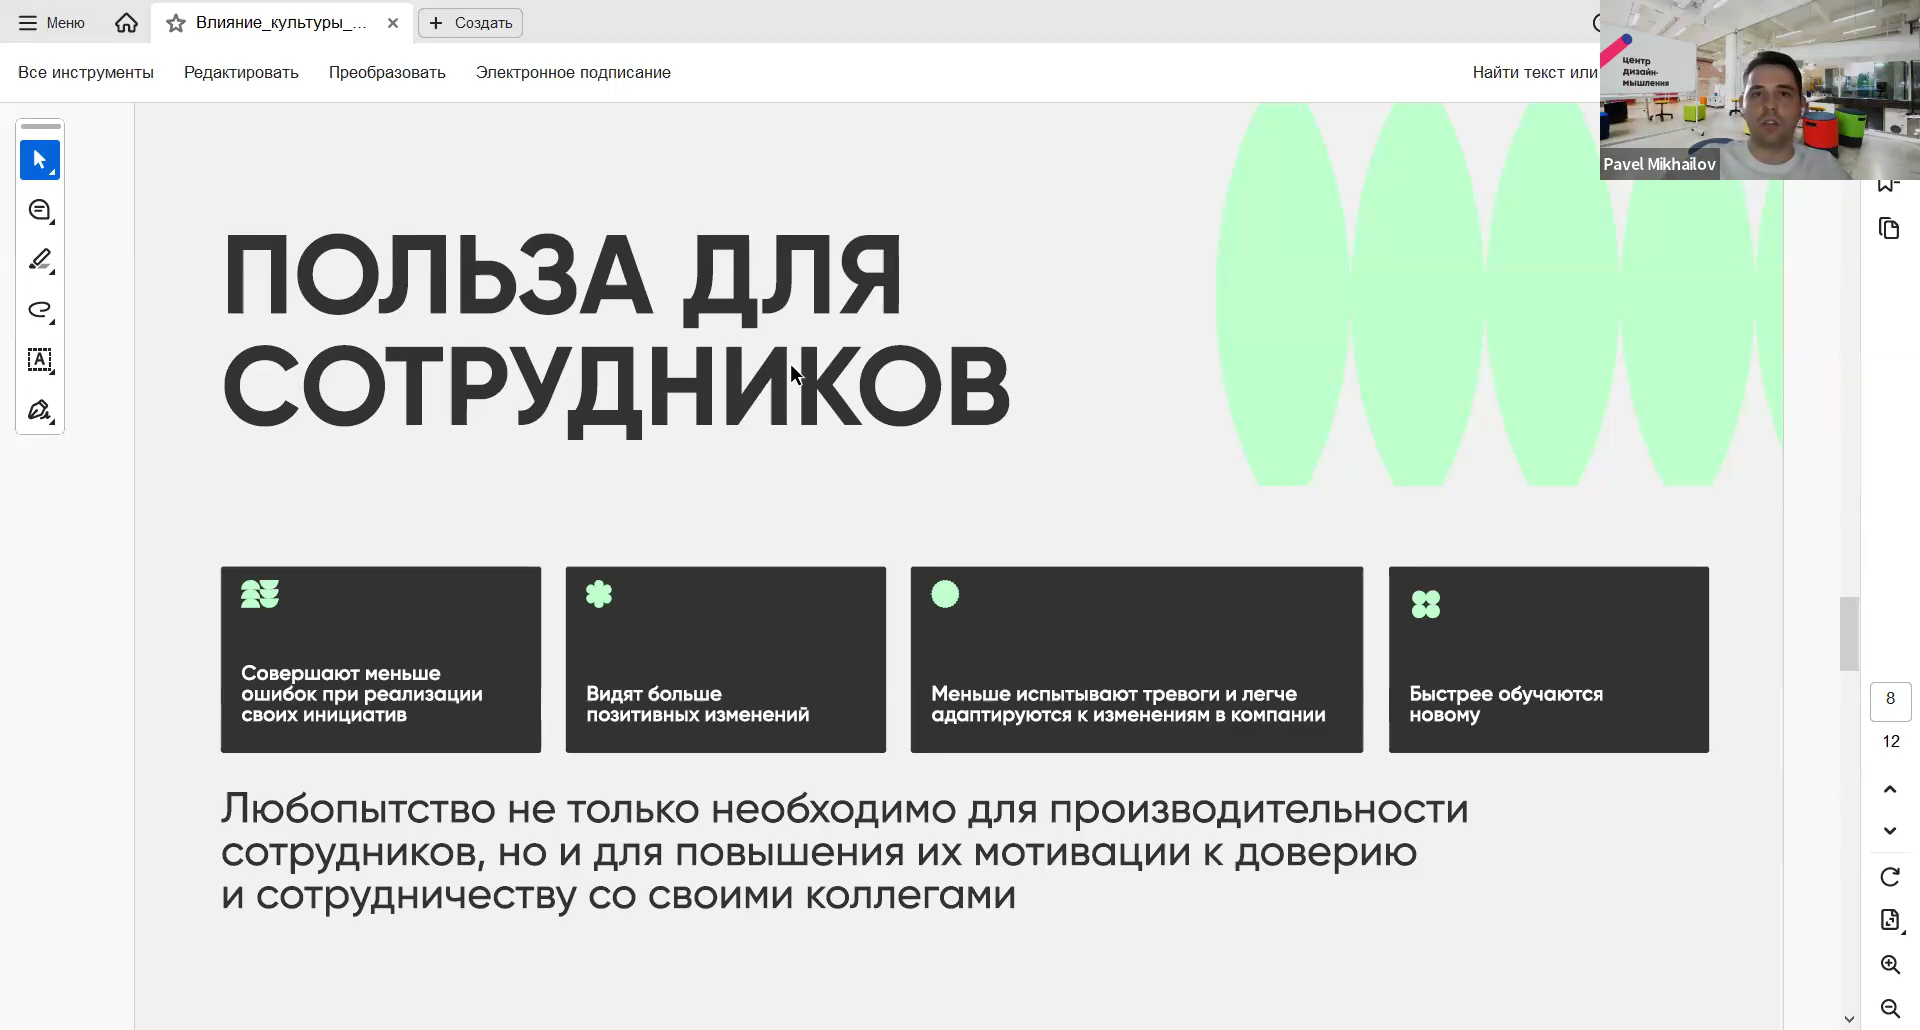 Меню
Влияние_культуры_...
Создать
Все инструменты
Редактировать
Преобразовать
Электронное подписание
Найти текст или
центр
дизайн-
мышления
Pavel Mikhailov
ПОЛЬЗА ДЛЯ
СОТРУДНИКОВ
Совершают меньше
ошибок при реализации
своих инициатив
Видят больше
позитивных изменений
Меньше испытывают тревоги и легче
адаптируются к изменениям в компании
Быстрее обучаются
новому
Любопытство не только необходимо для производительности
сотрудников, но и для повышения их мотивации к доверию
и сотрудничеству со своими коллегами
8
12